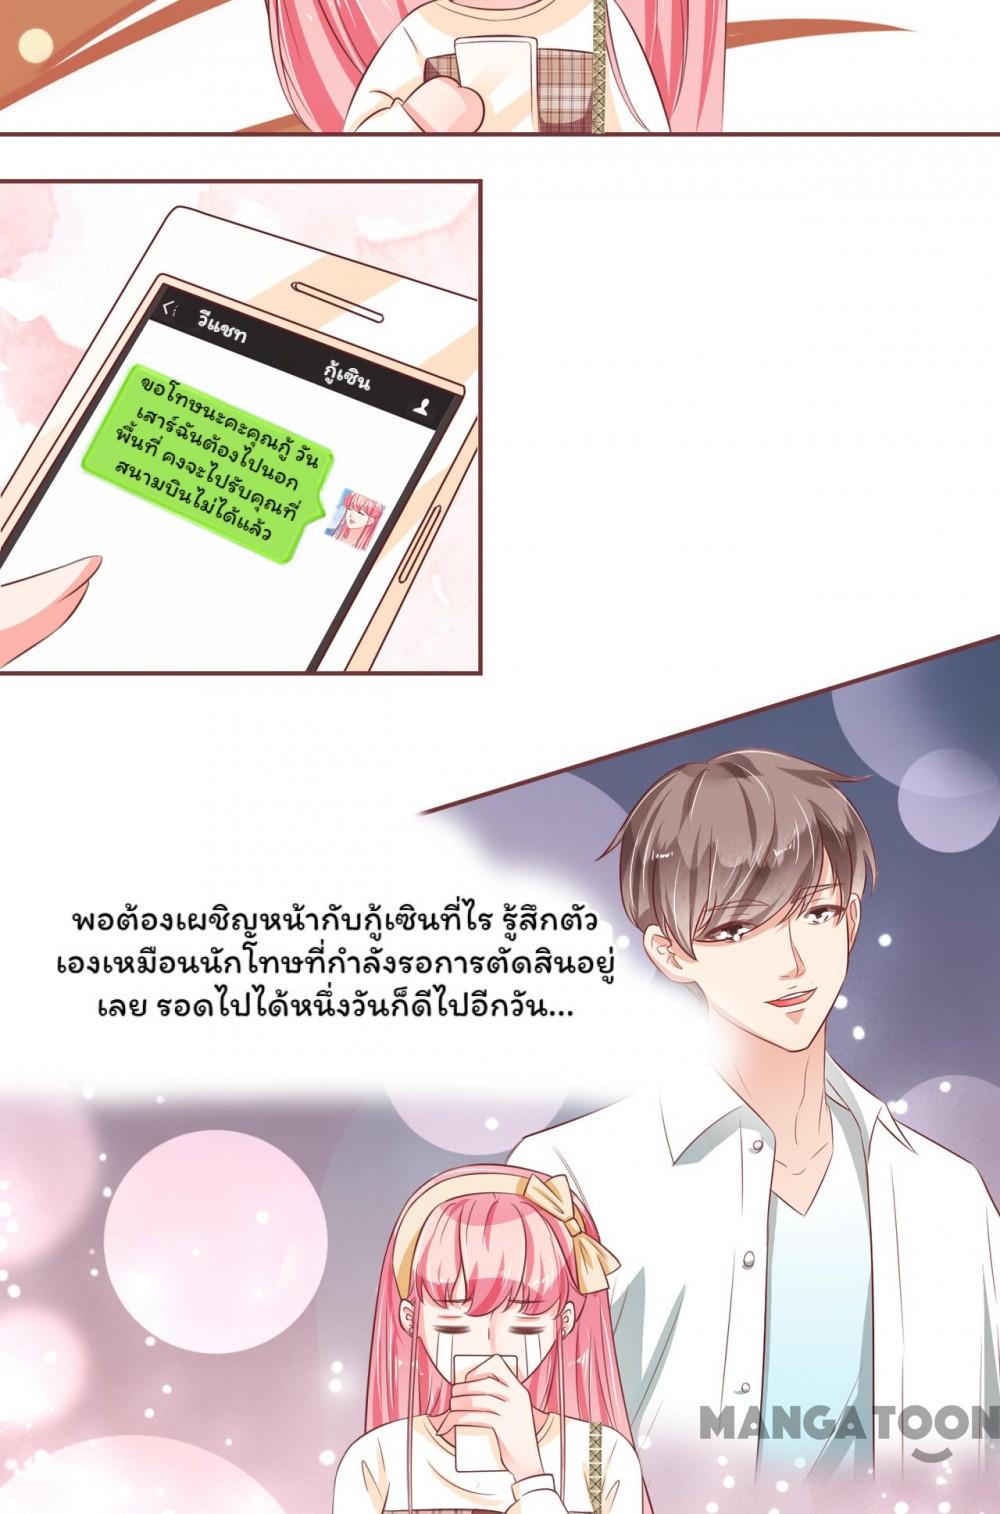 วีแชท
กู้เซิน
ขอโทษนะคะคุณกู้ วัน
เสาร์ฉันต้องไปนอก
พื้นที่ คงจะไปรับคุณที่
สนามบินไม่ได้แล้ว
พอต้องเผชิญหน้ากับกู้เซินที่ไร รู้สึกตัว
เองเหมือนนักโทษที่กำลังรอการตัดสินอยู่
เลย รอดไปได้หนึ่งวันก็ดีไปอีกวัน...
MANGATOON